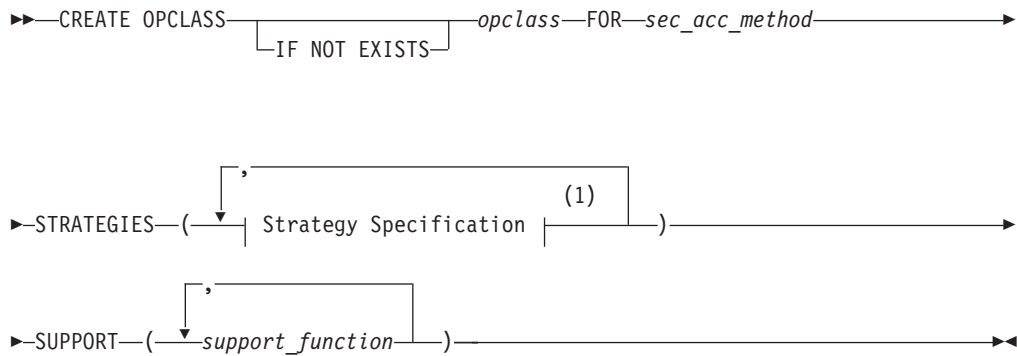 CREATE OPCLASS opclass FOR sec_acc_method
IF NOT EXISTS
,
(1)
STRATEGIES ( Strategy Specification )
,
SUPPORT ( support_function )